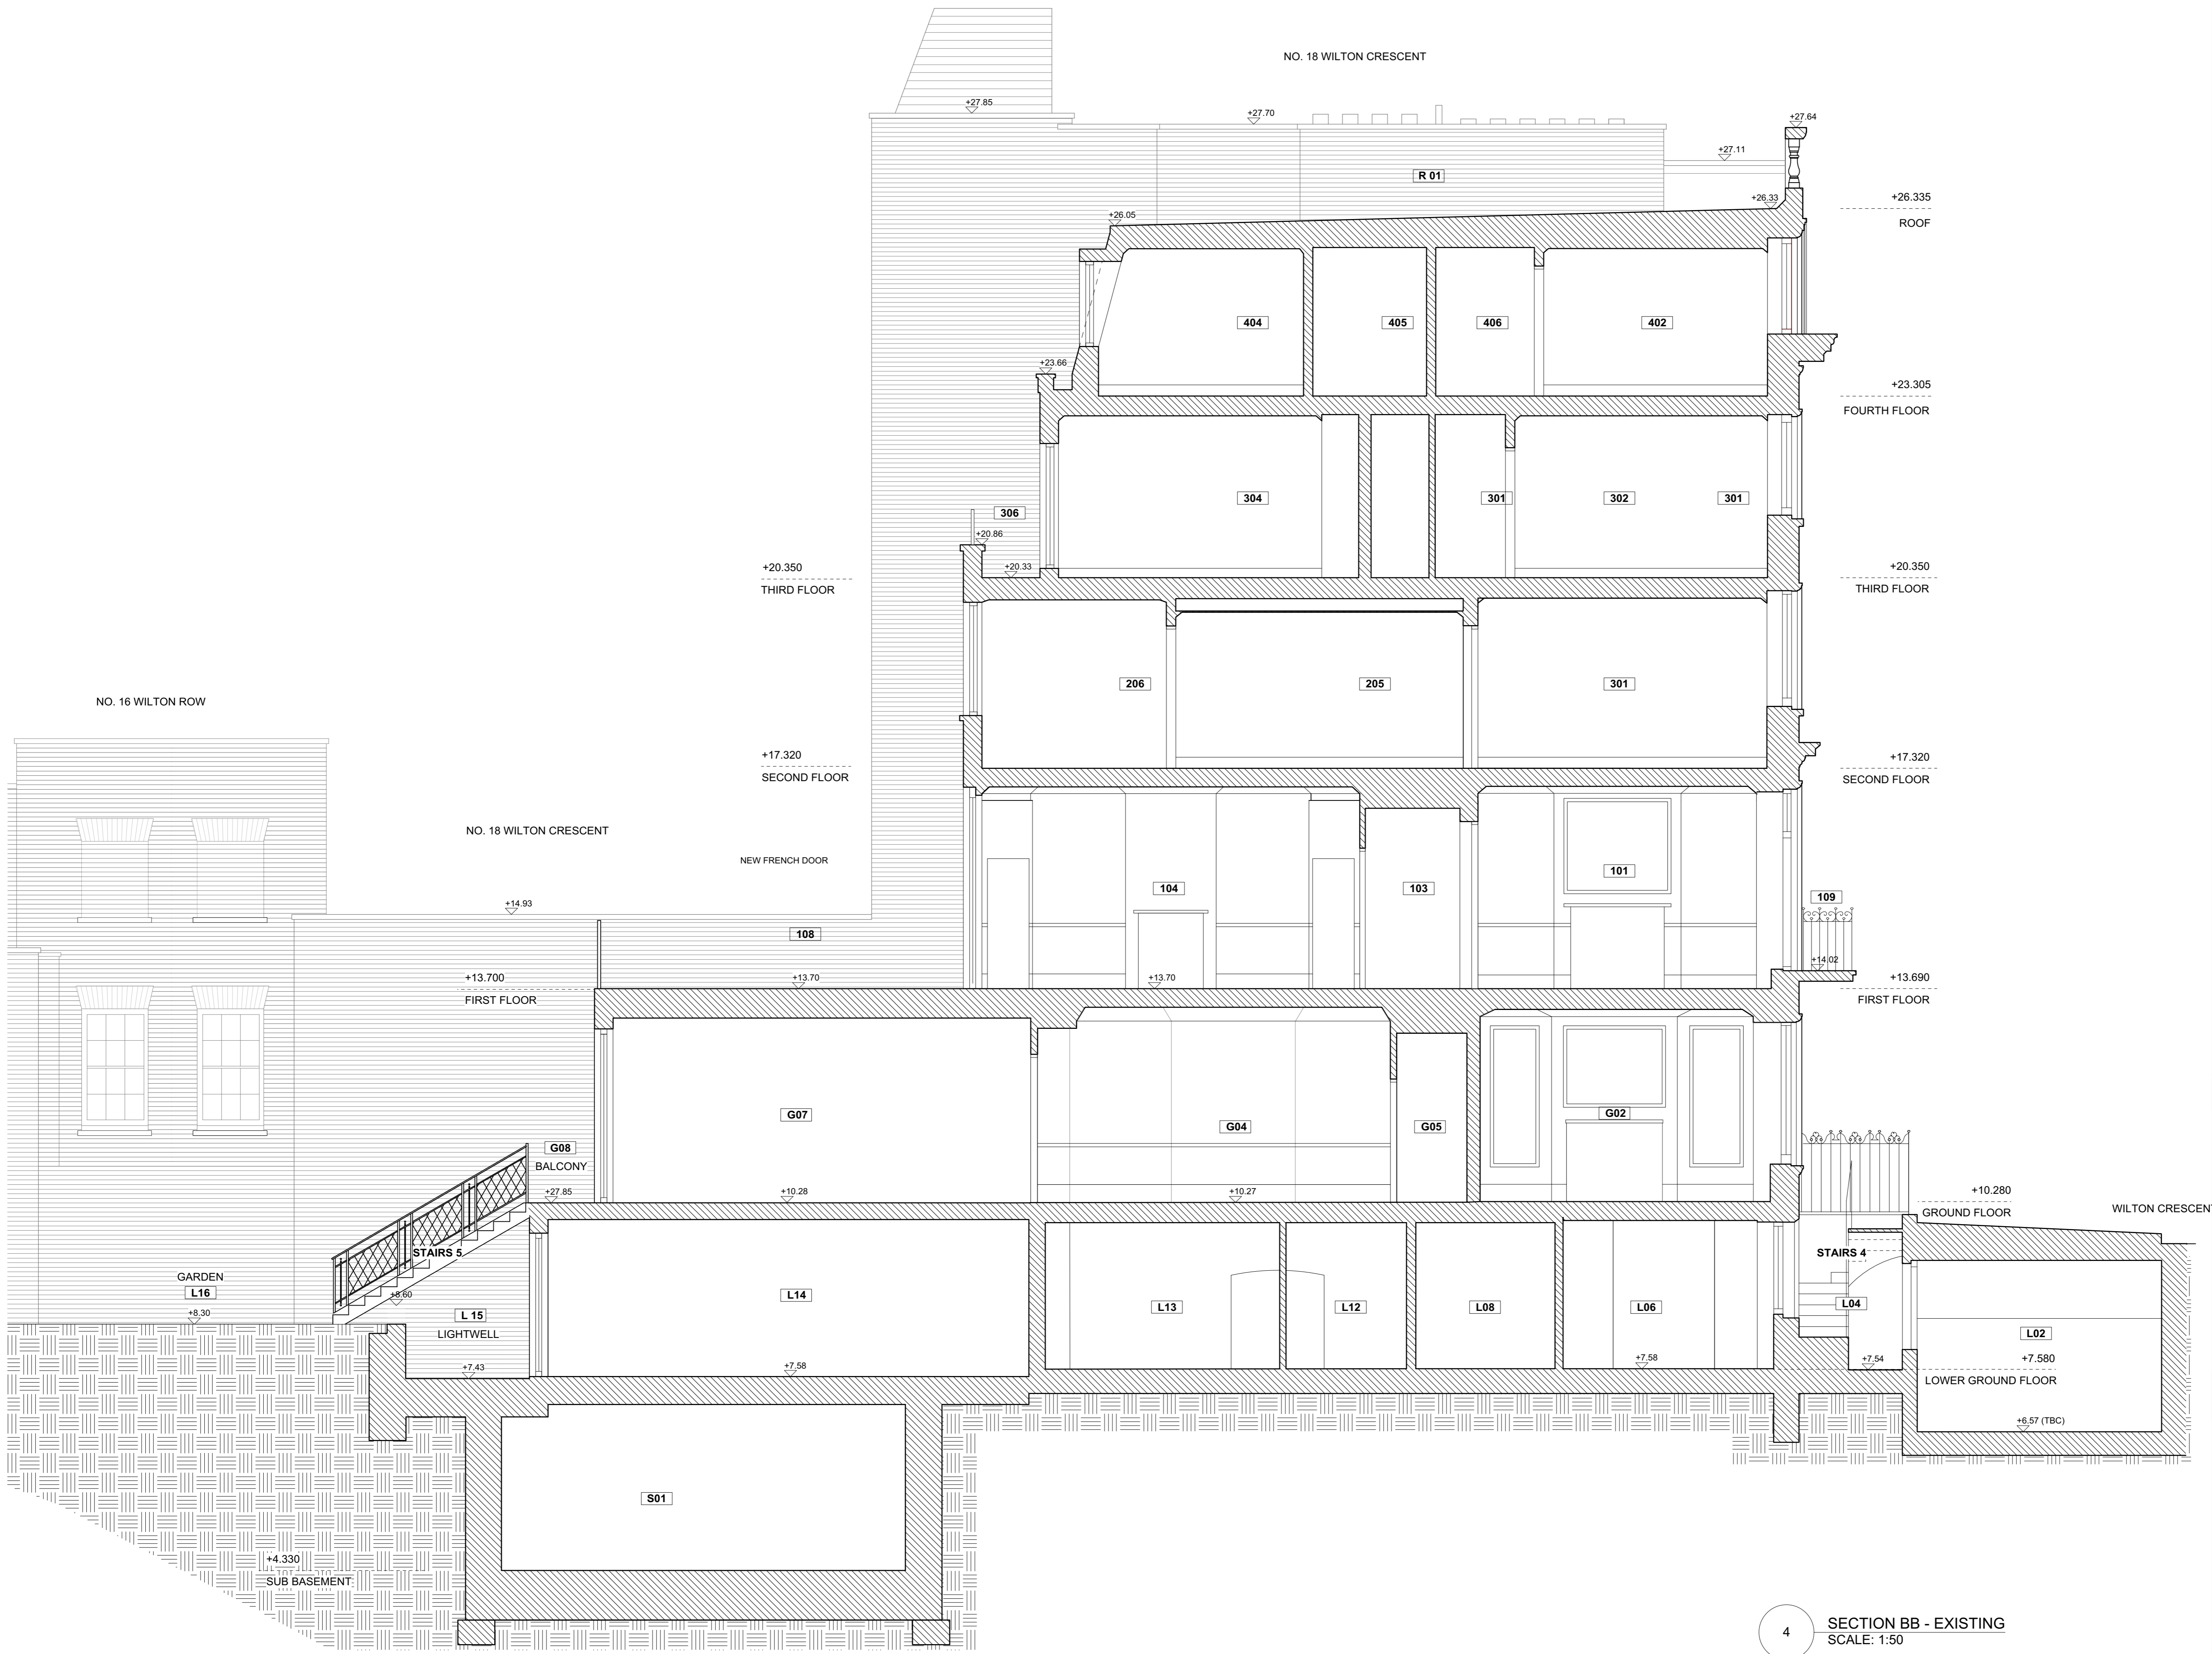 NO. 18 WILTON CRESCENT
+27.85
+27.70
+27.64
+27.11
R 01
+26.33
+26.335
ROOF
+26.05
404
405
406
402
+23.66
+23.305
FOURTH FLOOR
304
301
302
301
306
+20.86
+20.33
+20.350
THIRD FLOOR
+20.350
THIRD FLOOR
206
205
301
NO. 16 WILTON ROW
+17.320
SECOND FLOOR
+17.320
SECOND FLOOR
NO. 18 WILTON CRESCENT
NEW FRENCH DOOR
104
103
101
109
+14.93
108
+14.02
+13.700
FIRST FLOOR
+13.70
+13.70
+13.690
FIRST FLOOR
G07
G04
G05
G02
G08
BALCONY
+27.85
+10.28
+10.27
+10.280
GROUND FLOOR
WILTON CRESCENT
STAIRS 5
STAIRS 4
GARDEN
L16
+8.30
+8.60
L 15
LIGHTWELL
L14
L13
L12
L08
L06
L04
L02
+7.43
+7.58
+7.58
+7.54
+7.580
LOWER GROUND FLOOR
+6.57 (TBC)
S01
+4.330
SUB BASEMENT
4
SECTION BB - EXISTING
SCALE: 1:50